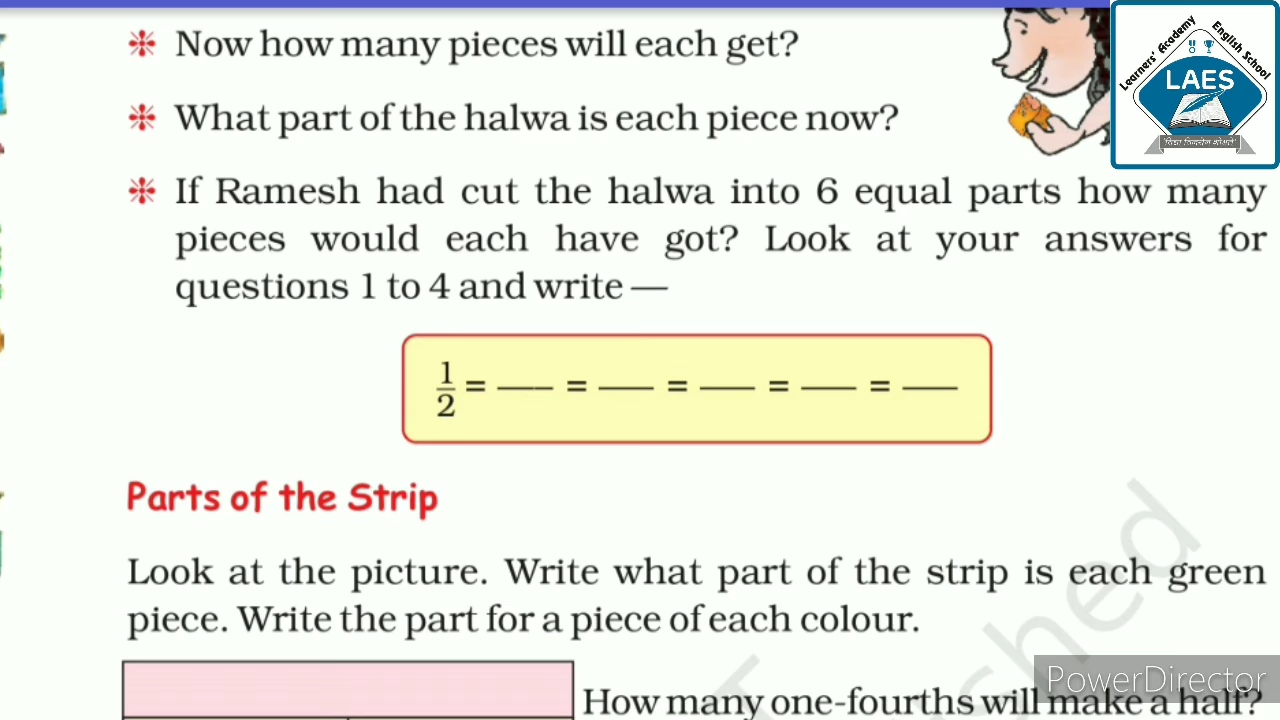 ❉ Now how many pieces will each get?
❉ What part of the halwa is each piece now?
❉ If Ramesh had cut the halwa into 6 equal parts how many
pieces would each have got? Look at your answers for
questions 1 to 4 and write —
1/2 = ___ = ___ = ___ = ___ = ___
Parts of the Strip
Look at the picture. Write what part of the strip is each green
piece. Write the part for a piece of each colour.
How many one-fourths will make a half?
Learners' Academy English School
LAES
PowerDirector